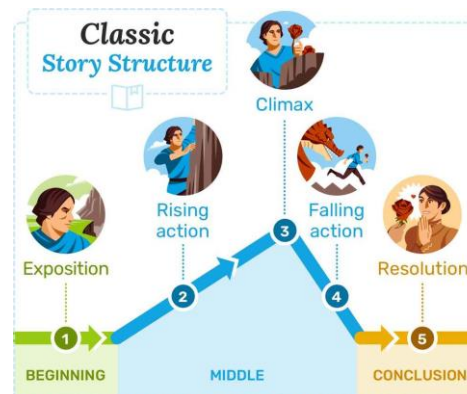 Classic
Story Structure
Climax
Rising
action
Falling
action
Exposition
Resolution
3
2
4
1
5
BEGINNING
MIDDLE
CONCLUSION